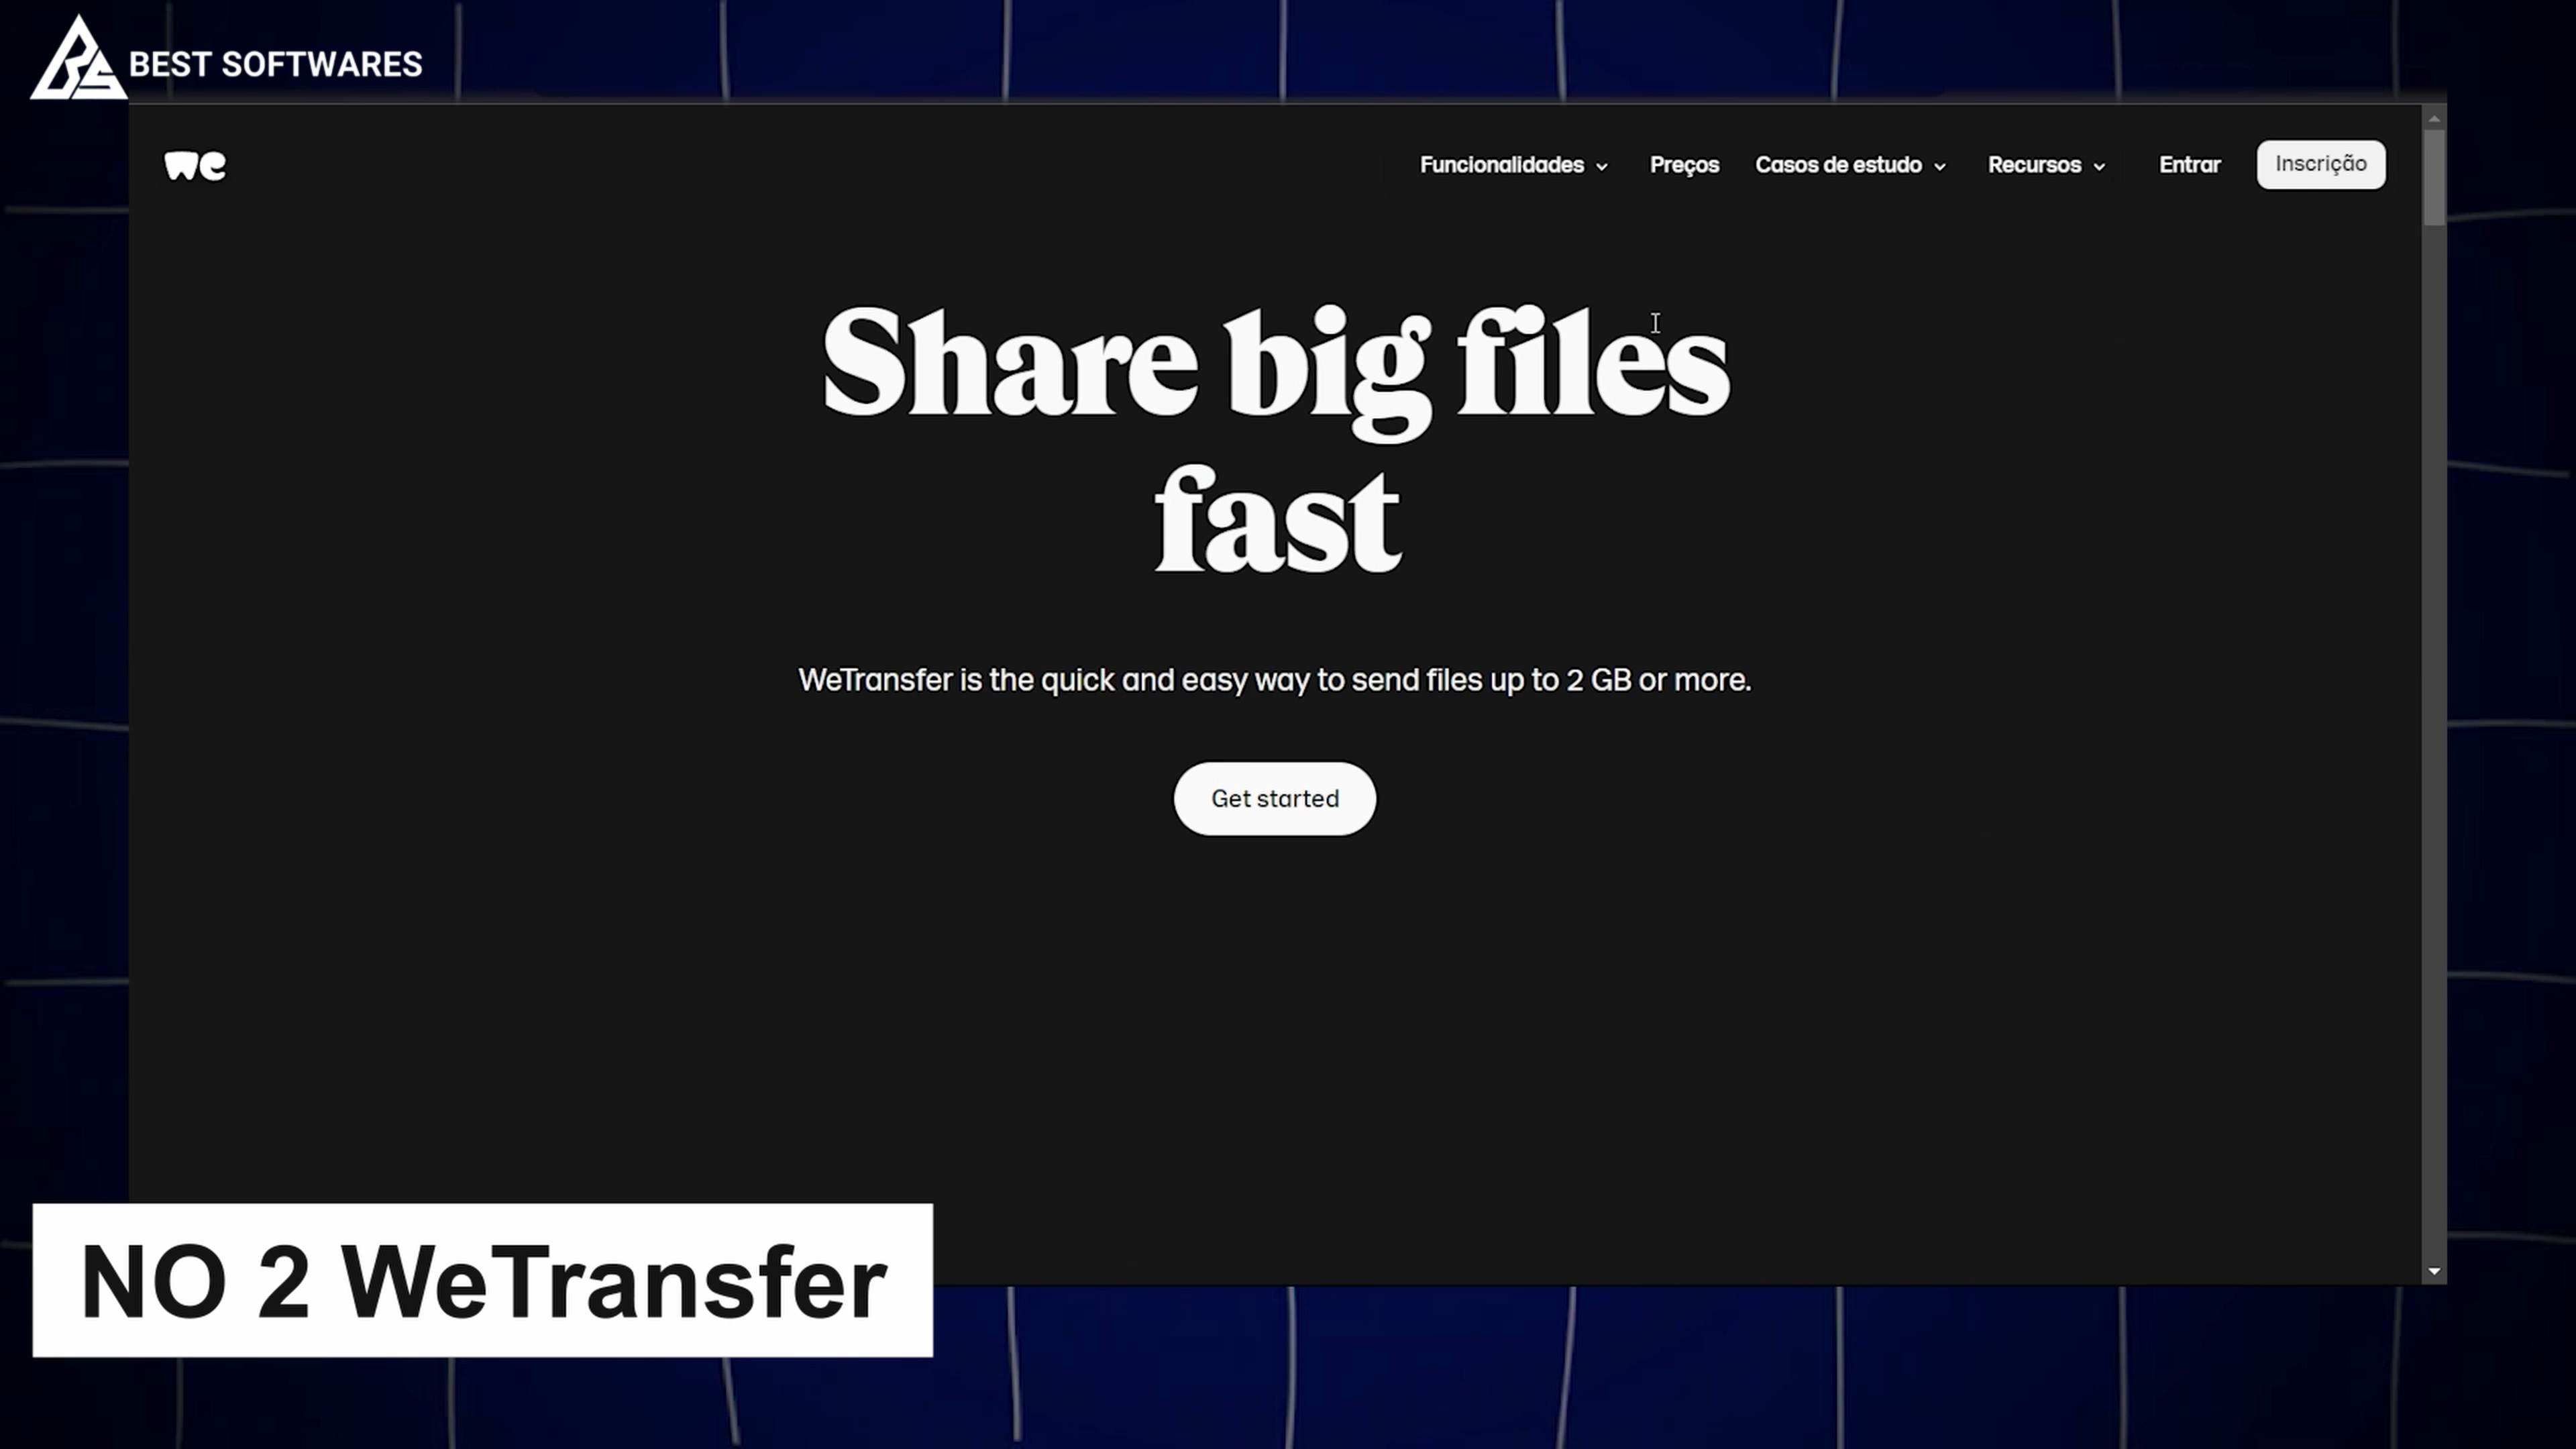 BEST SOFTWARES
we
Funcionalidades Preços Casos de estudo Recursos Entrar Inscrição
Share big files
fast
WeTransfer is the quick and easy way to send files up to 2 GB or more.
Get started
NO 2 WeTransfer